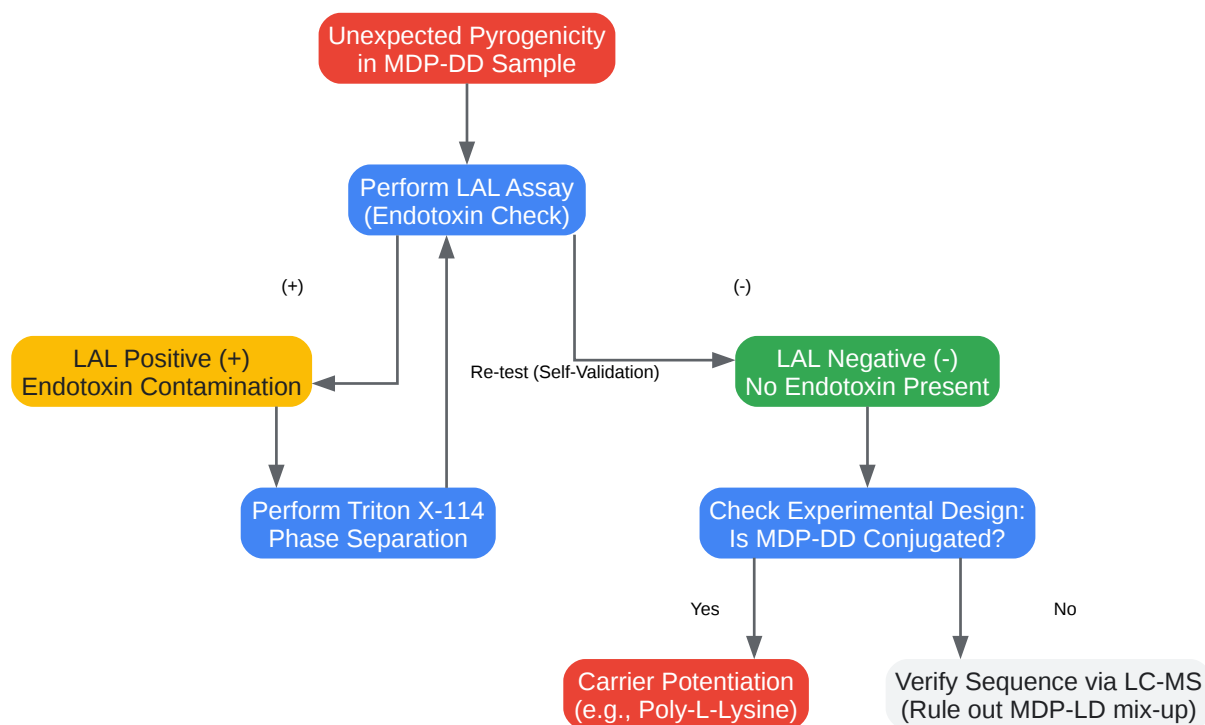 Unexpected Pyrogenicity
in MDP-DD Sample
Perform LAL Assay
(Endotoxin Check)
(+)
(-)
LAL Positive (+)
Endotoxin Contamination
Re-test (Self-Validation)
LAL Negative (-)
No Endotoxin Present
Perform Triton X-114
Phase Separation
Check Experimental Design:
Is MDP-DD Conjugated?
Yes
No
Carrier Potentiation
(e.g., Poly-L-Lysine)
Verify Sequence via LC-MS
(Rule out MDP-LD mix-up)